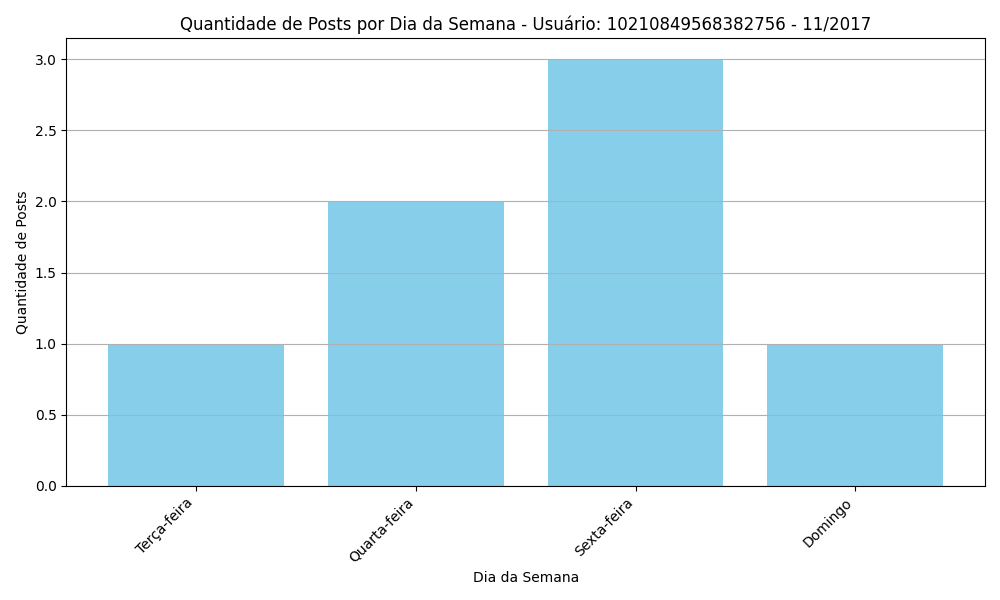 Quantidade de Posts por Dia da Semana - Usuário: 10210849568382756 - 11/2017
3.0
2.5
2.0
1.5
1.0
0.5
0.0
Quantidade de Posts
Terça-feira
Quarta-feira
Sexta-feira
Domingo
Dia da Semana